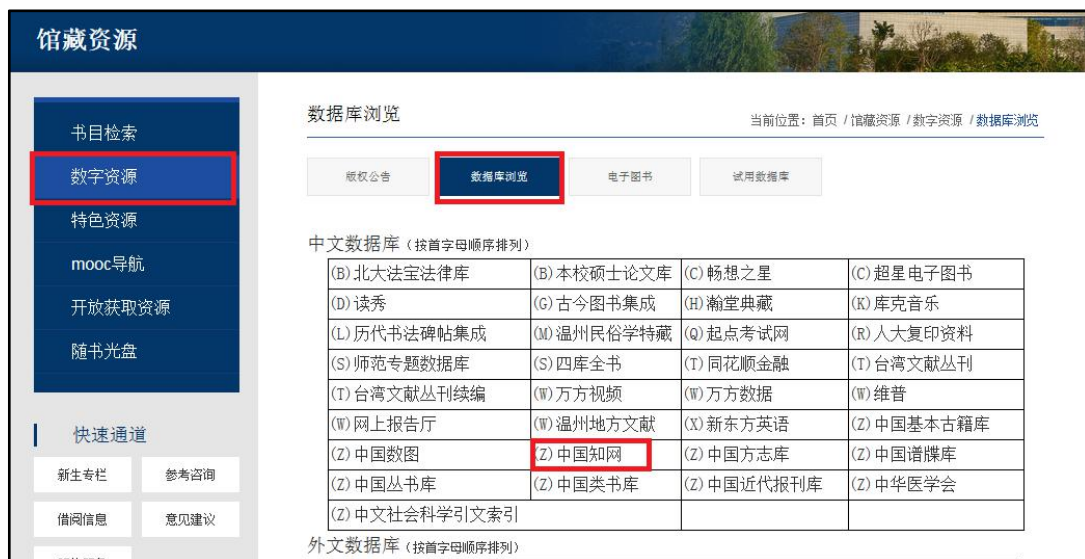 馆藏资源
书目检索
数字资源
特色资源
mooc导航
开放获取资源
随书光盘
快速通道
新生专栏 参考咨询
借阅信息 意见建议
数据库浏览
当前位置：首页 / 馆藏资源 / 数字资源 / 数据库浏览
版权公告 数据库浏览 电子图书 试用数据库
中文数据库（按首字母顺序排列）
(B)北大法宝法律库 (B)本校硕士论文库 (C)畅想之星 (C)超星电子图书
(D)读秀 (G)古今图书集成 (H)瀚堂典藏 (K)库克音乐
(L)历代书法碑帖集成 (M)温州民俗学特藏 (Q)起点考试网 (R)人大复印资料
(S)师范专题数据库 (S)四库全书 (T)同花顺金融 (T)台湾文献丛刊
(T)台湾文献丛刊续编 (W)万方视频 (W)万方数据 (W)维普
(W)网上报告厅 (W)温州地方文献 (X)新东方英语 (Z)中国基本古籍库
(Z)中国数图 (Z)中国知网 (Z)中国方志库 (Z)中国谱牒库
(Z)中国丛书库 (Z)中国类书库 (Z)中国近代报刊库 (Z)中华医学会
(Z)中文社会科学引文索引
外文数据库（按首字母顺序排列）